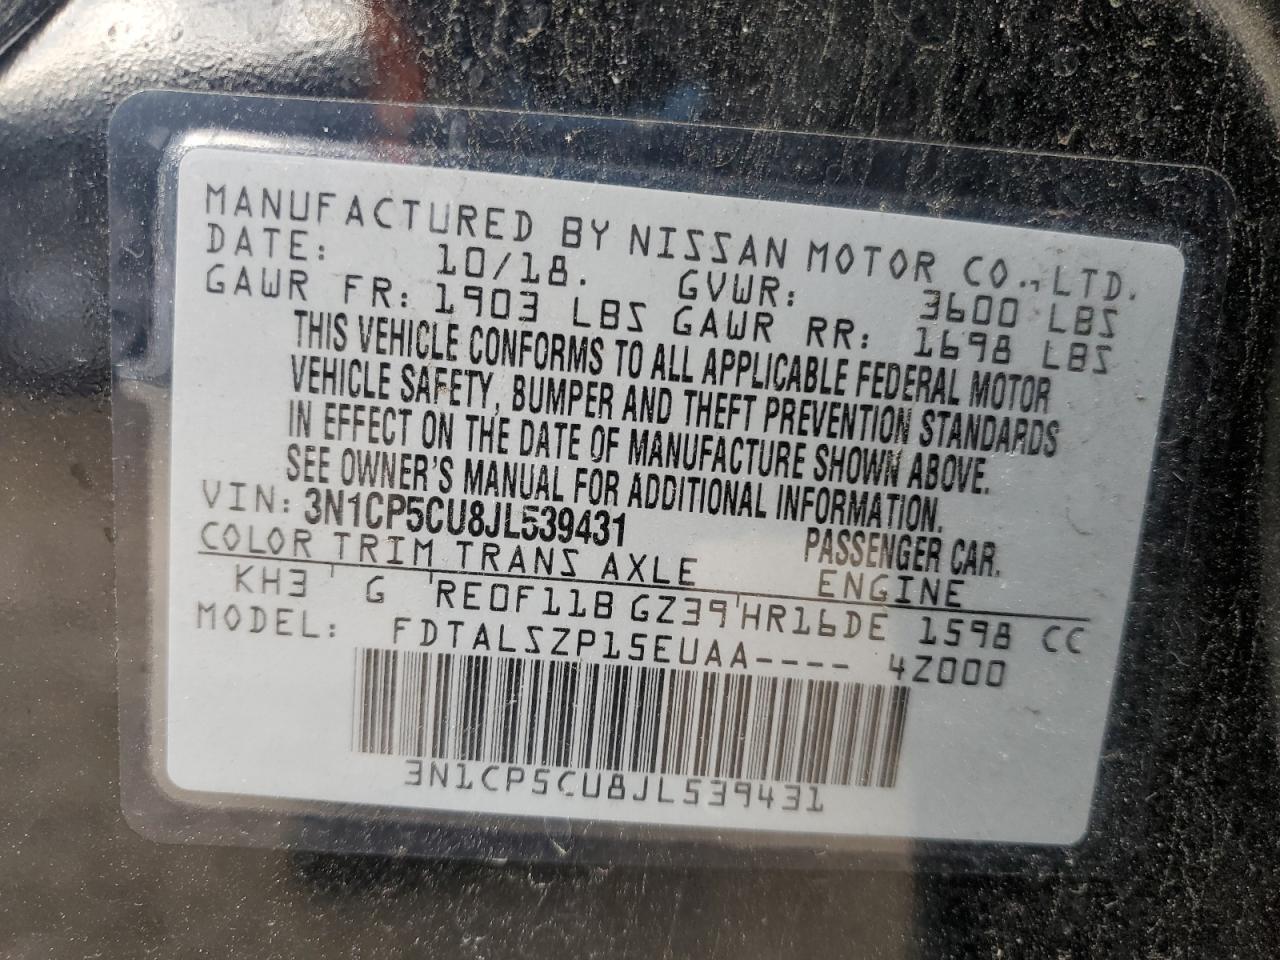 MANUFACTURED BY NISSAN MOTOR CO., LTD.
DATE: 10/18. GVWR: 3600 LBS
GAWR FR: 1903 LBS GAWR RR: 1698 LBS
THIS VEHICLE CONFORMS TO ALL APPLICABLE FEDERAL MOTOR
VEHICLE SAFETY, BUMPER AND THEFT PREVENTION STANDARDS
IN EFFECT ON THE DATE OF MANUFACTURE SHOWN ABOVE.
SEE OWNER'S MANUAL FOR ADDITIONAL INFORMATION.
VIN: 3N1CP5CU8JL539431 PASSENGER CAR.
COLOR TRIM TRANS AXLE ENGINE
KH3 G RE0F11B GZ39 HR16DE 1598 CC
MODEL: FDTALSZP15EUAA---- 4Z000
3N1CP5CU8JL539431